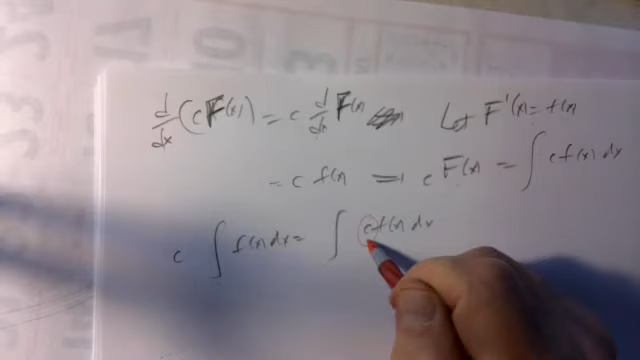 d/dx (cF(x)) = c d/dx F(x) Let F'(x) = f(x)
= c f(x) ⟹ c F(x) = ∫ c f(x) dx
c ∫ f(x) dx = ∫ c f(x) dx